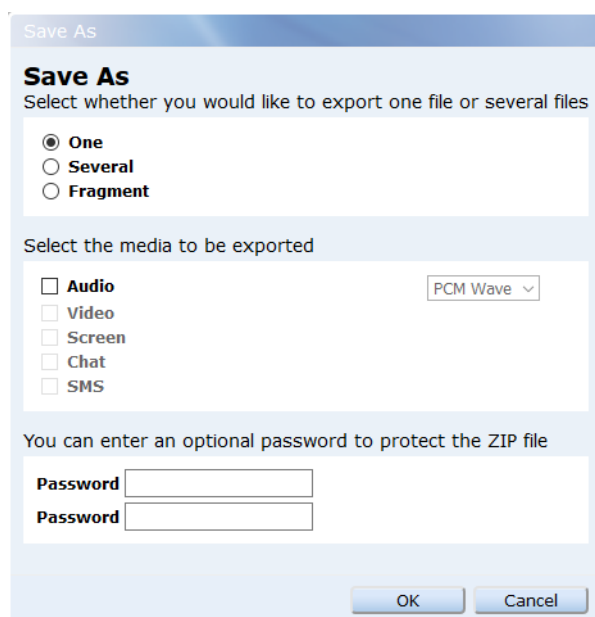 Save As
Save As
Select whether you would like to export one file or several files
One
Several
Fragment
Select the media to be exported
Audio PCM Wave
Video
Screen
Chat
SMS
You can enter an optional password to protect the ZIP file
Password
Password
OK Cancel